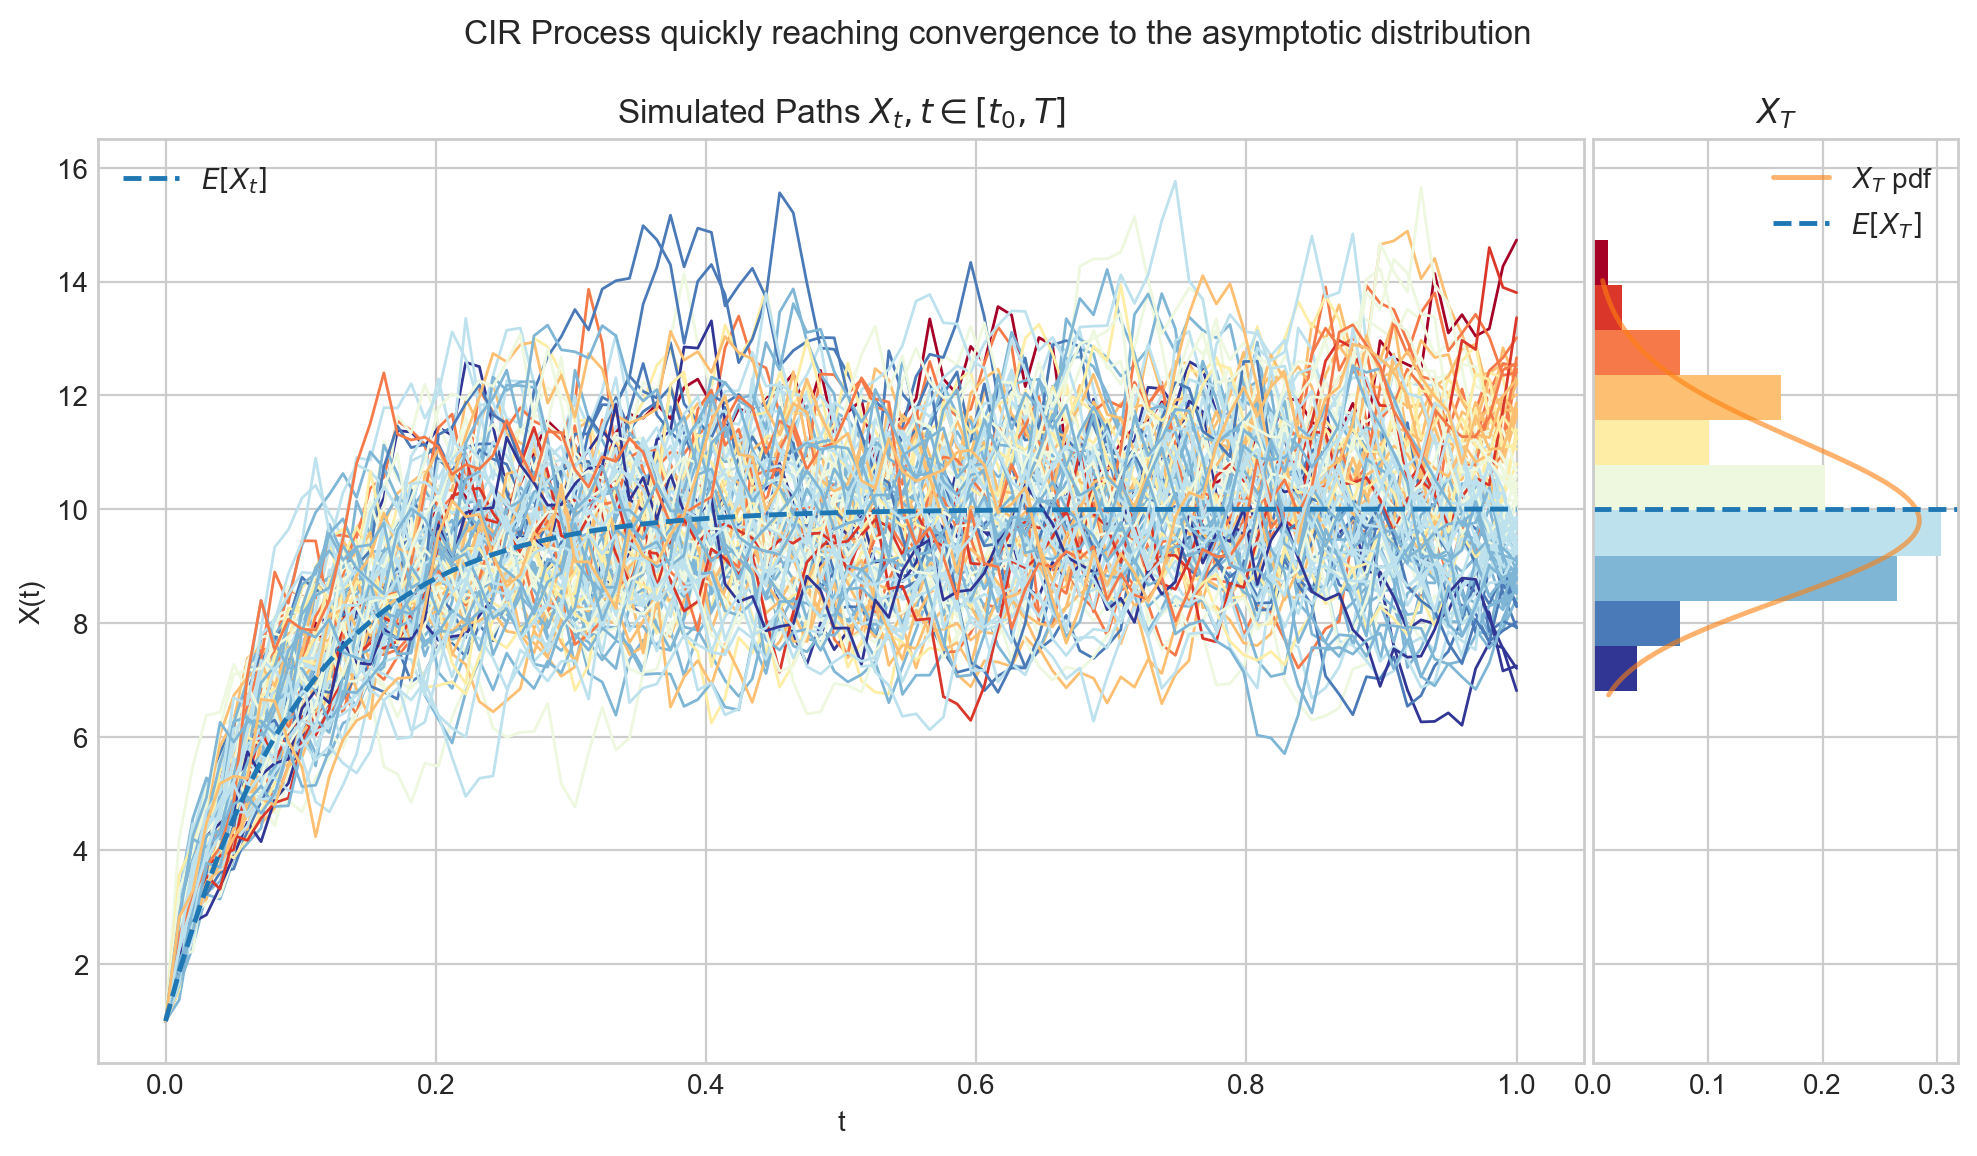 CIR Process quickly reaching convergence to the asymptotic distribution
Simulated Paths X_t, t ∈ [t_0, T]
X_T
E[X_t]
X_T pdf
E[X_T]
16
14
12
10
8
6
4
2
X(t)
0.0 0.2 0.4 0.6 0.8 1.0
0.0 0.1 0.2 0.3
t